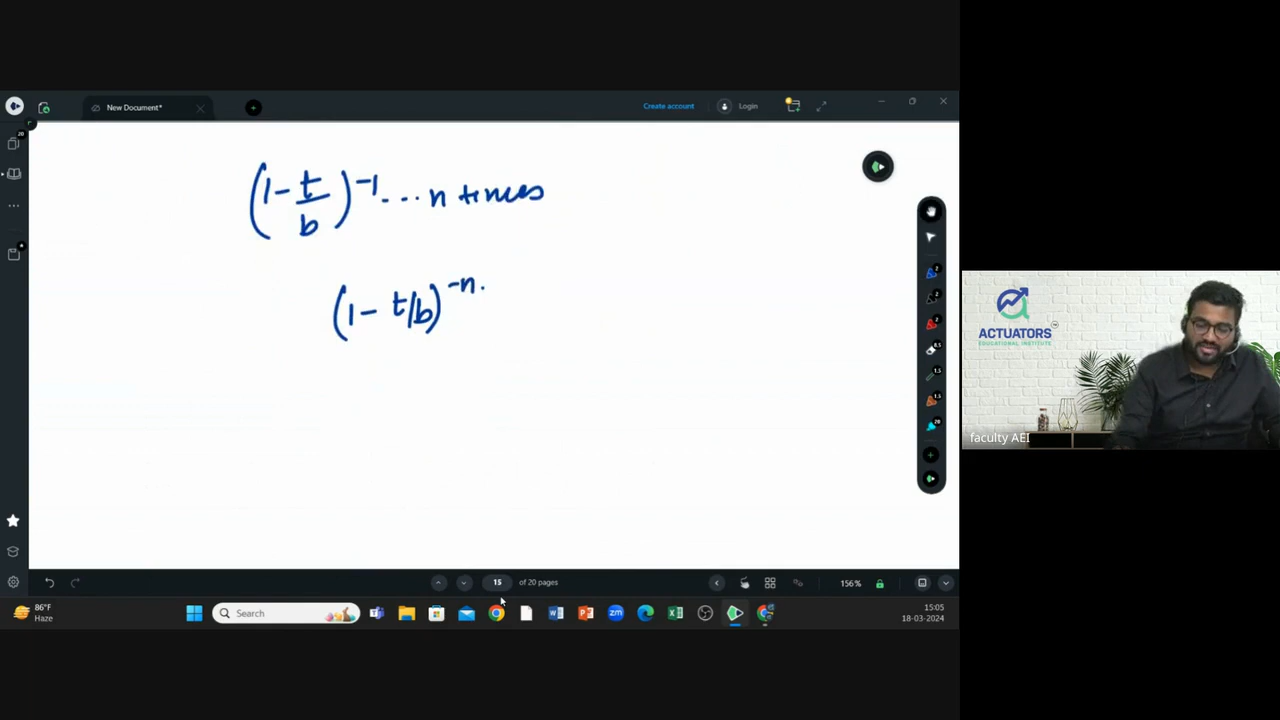 New Document*
Create account
Login
(1 - t/b)^-1 ... n times
(1 - t/b)^-n.
ACTUATORS
EDUCATIONAL INSTITUTE
faculty AEI
15 of 20 pages
156%
86°F
Haze
Search
15:05
18-03-2024